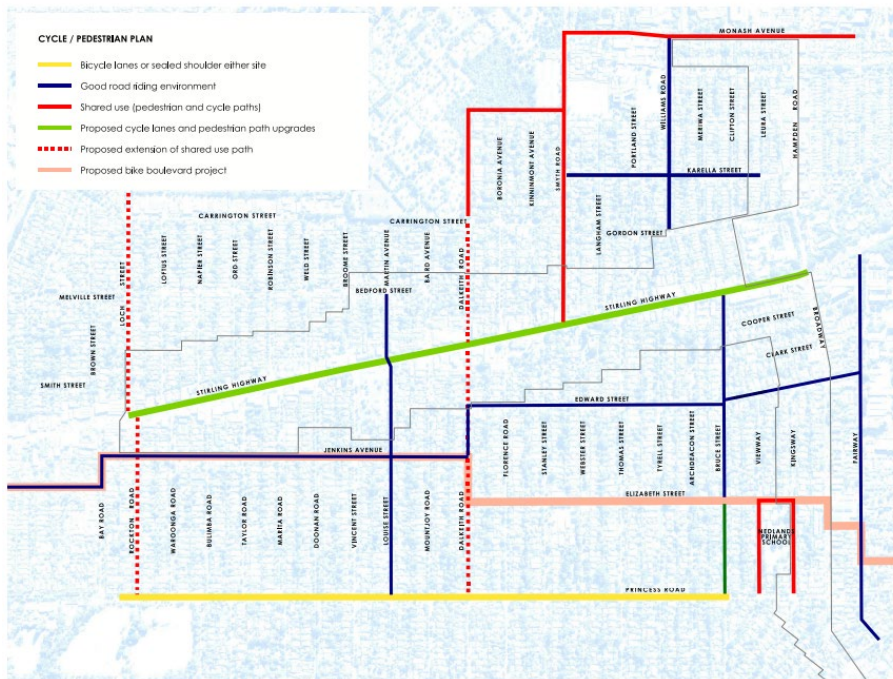 CYCLE / PEDESTRIAN PLAN
Bicycle lanes or sealed shoulder either site
Good road riding environment
Shared use (pedestrian and cycle paths)
Proposed cycle lanes and pedestrian path upgrades
Proposed extension of shared use path
Proposed bike boulevard project
MONASH AVENUE
WILLIAMS ROAD
PORTLAND STREET
MERIWA STREET
CLIFTON STREET
LEURA STREET
HAMPDEN ROAD
BORONIA AVENUE
KINNINMONT AVENUE
SMYTH ROAD
KARELLA STREET
LANGHAM STREET
GORDON STREET
CARRINGTON STREET
CARRINGTON STREET
LOCH STREET
LOFTUS STREET
NAPIER STREET
ORD STREET
ROBINSON STREET
WELD STREET
BROOME STREET
MARTIN AVENUE
BAIRD AVENUE
DALKEITH ROAD
BEDFORD STREET
MELVILLE STREET
BROWN STREET
SMITH STREET
STIRLING HIGHWAY
STIRLING HIGHWAY
COOPER STREET
BROADWAY
CLARK STREET
EDWARD STREET
JENKINS AVENUE
FLORENCE ROAD
STANLEY STREET
WEBSTER STREET
THOMAS STREET
TYRELL STREET
ARCHDEACON STREET
BRUCE STREET
VIEWWAY
KINGSWAY
FAIRWAY
ELIZABETH STREET
BAY ROAD
ROCKTON ROAD
WAROONGA ROAD
BULIMBA ROAD
TAYLOR ROAD
MARITA ROAD
DOONAN ROAD
VINCENT STREET
LOUISE STREET
MOUNTJOY ROAD
DALKEITH ROAD
NEDLANDS
PRIMARY
SCHOOL
PRINCESS ROAD